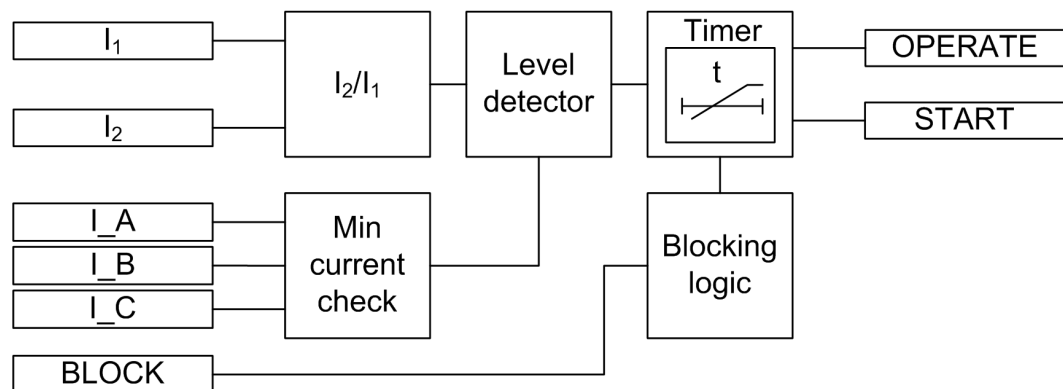 I₁
I₂
I₂/I₁
Level
detector
Timer
t
OPERATE
START
I_A
I_B
I_C
Min
current
check
Blocking
logic
BLOCK